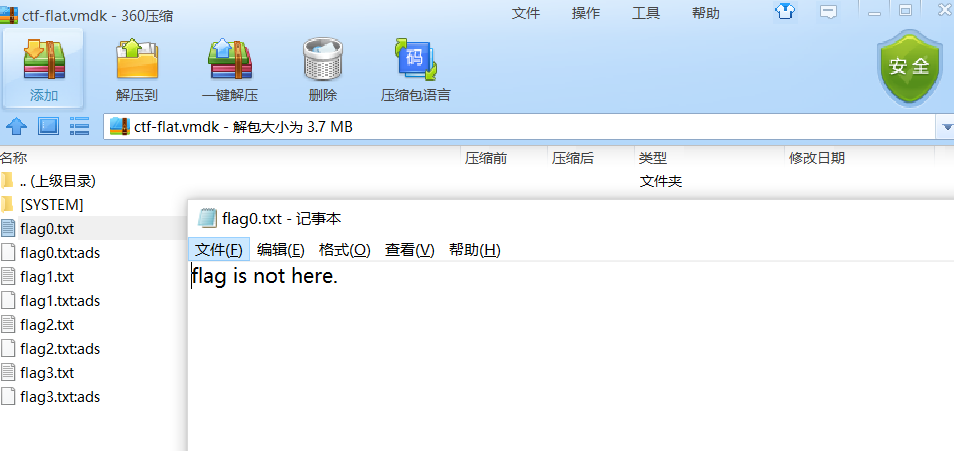 ctf-flat.vmdk - 360压缩
文件 操作 工具 帮助
添加 解压到 一键解压 删除 压缩包语言
码
安全
ctf-flat.vmdk - 解包大小为 3.7 MB
名称 压缩前 压缩后 类型 修改日期
.. (上级目录) 文件夹
[SYSTEM]
flag0.txt
flag0.txt:ads
flag1.txt
flag1.txt:ads
flag2.txt
flag2.txt:ads
flag3.txt
flag3.txt:ads
flag0.txt - 记事本
文件(F) 编辑(E) 格式(O) 查看(V) 帮助(H)
flag is not here.